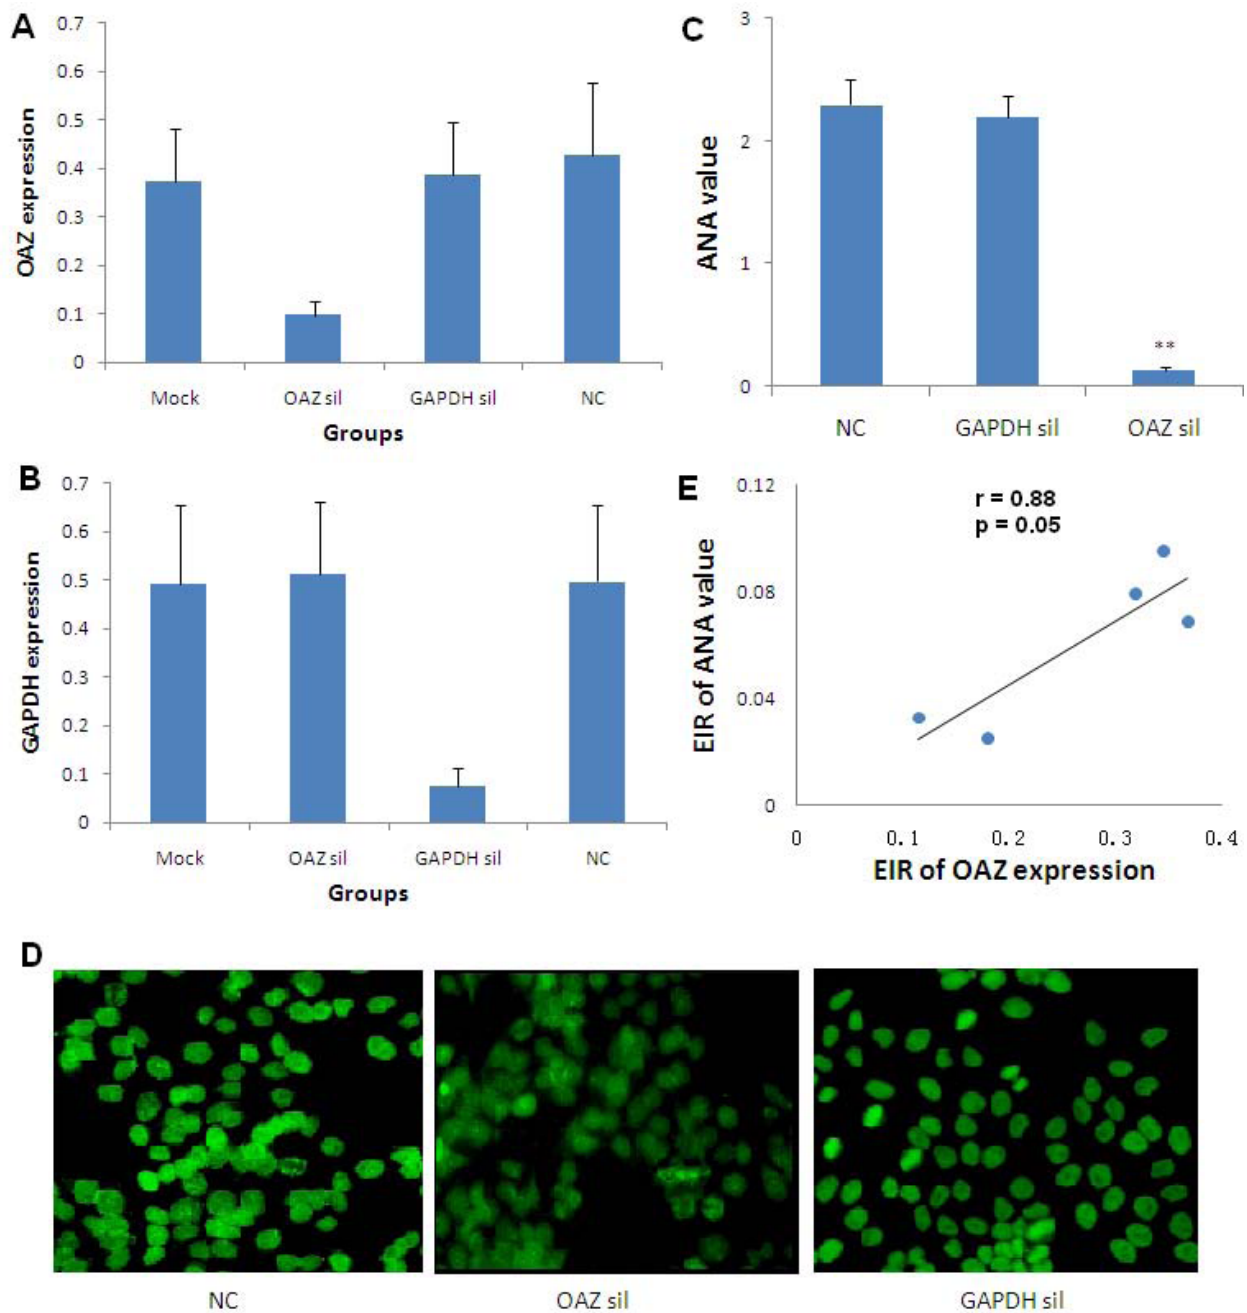 A
OAZ expression
0.7
0.6
0.5
0.4
0.3
0.2
0.1
0
Mock OAZ sil GAPDH sil NC
Groups
B
GAPDH expression
0.7
0.6
0.5
0.4
0.3
0.2
0.1
0
Mock OAZ sil GAPDH sil NC
Groups
C
ANA value
3
2
1
0
**
NC GAPDH sil OAZ sil
E
EIR of ANA value
0.12
0.08
0.04
0
r = 0.88
p = 0.05
0 0.1 0.2 0.3 0.4
EIR of OAZ expression
D
NC OAZ sil GAPDH sil